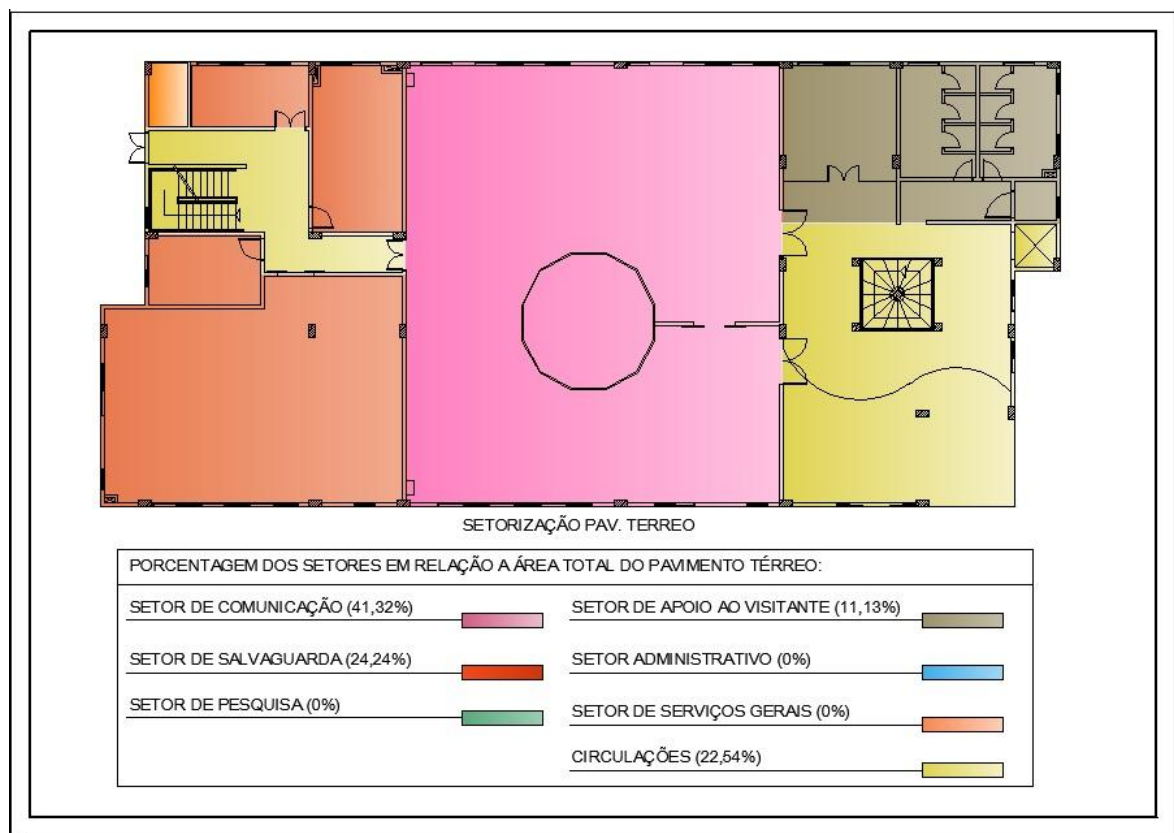 SETORIZAÇÃO PAV. TERREO
PORCENTAGEM DOS SETORES EM RELAÇÃO A ÁREA TOTAL DO PAVIMENTO TÉRREO:
SETOR DE COMUNICAÇÃO (41,32%)
SETOR DE SALVAGUARDA (24,24%)
SETOR DE PESQUISA (0%)
SETOR DE APOIO AO VISITANTE (11,13%)
SETOR ADMINISTRATIVO (0%)
SETOR DE SERVIÇOS GERAIS (0%)
CIRCULAÇÕES (22,54%)